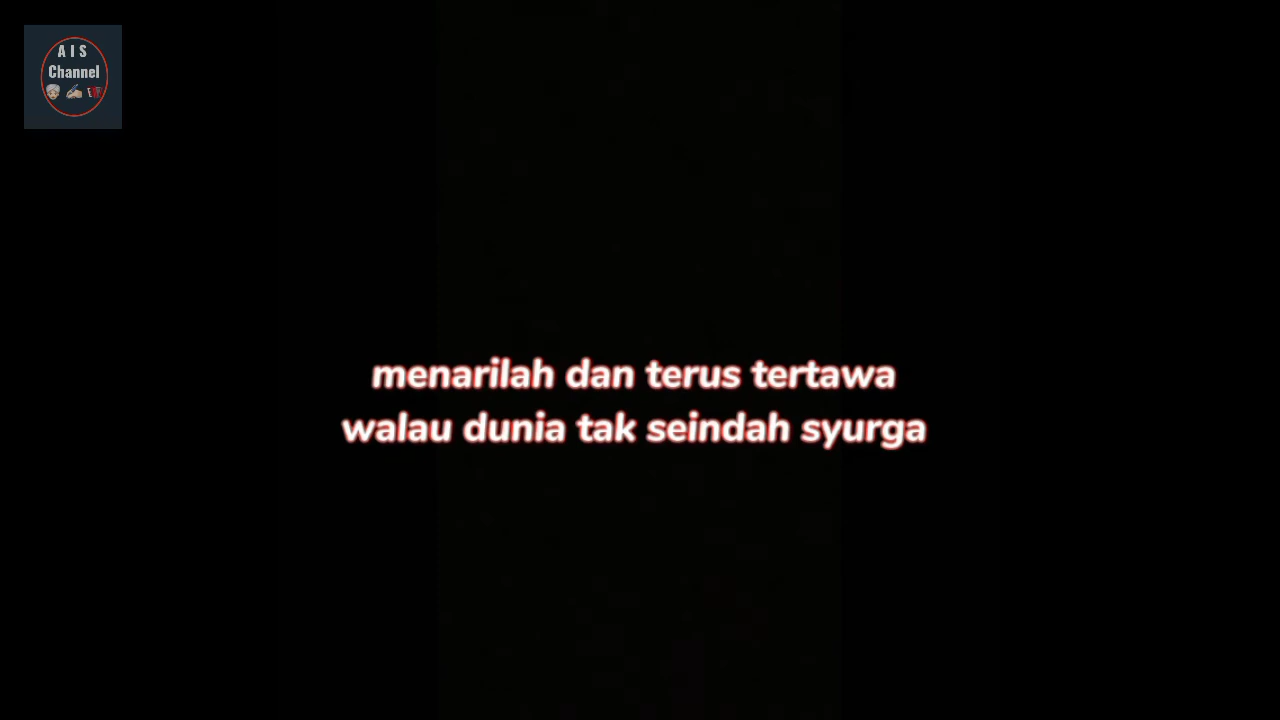 A I S
Channel
menarilah dan terus tertawa
walau dunia tak seindah syurga